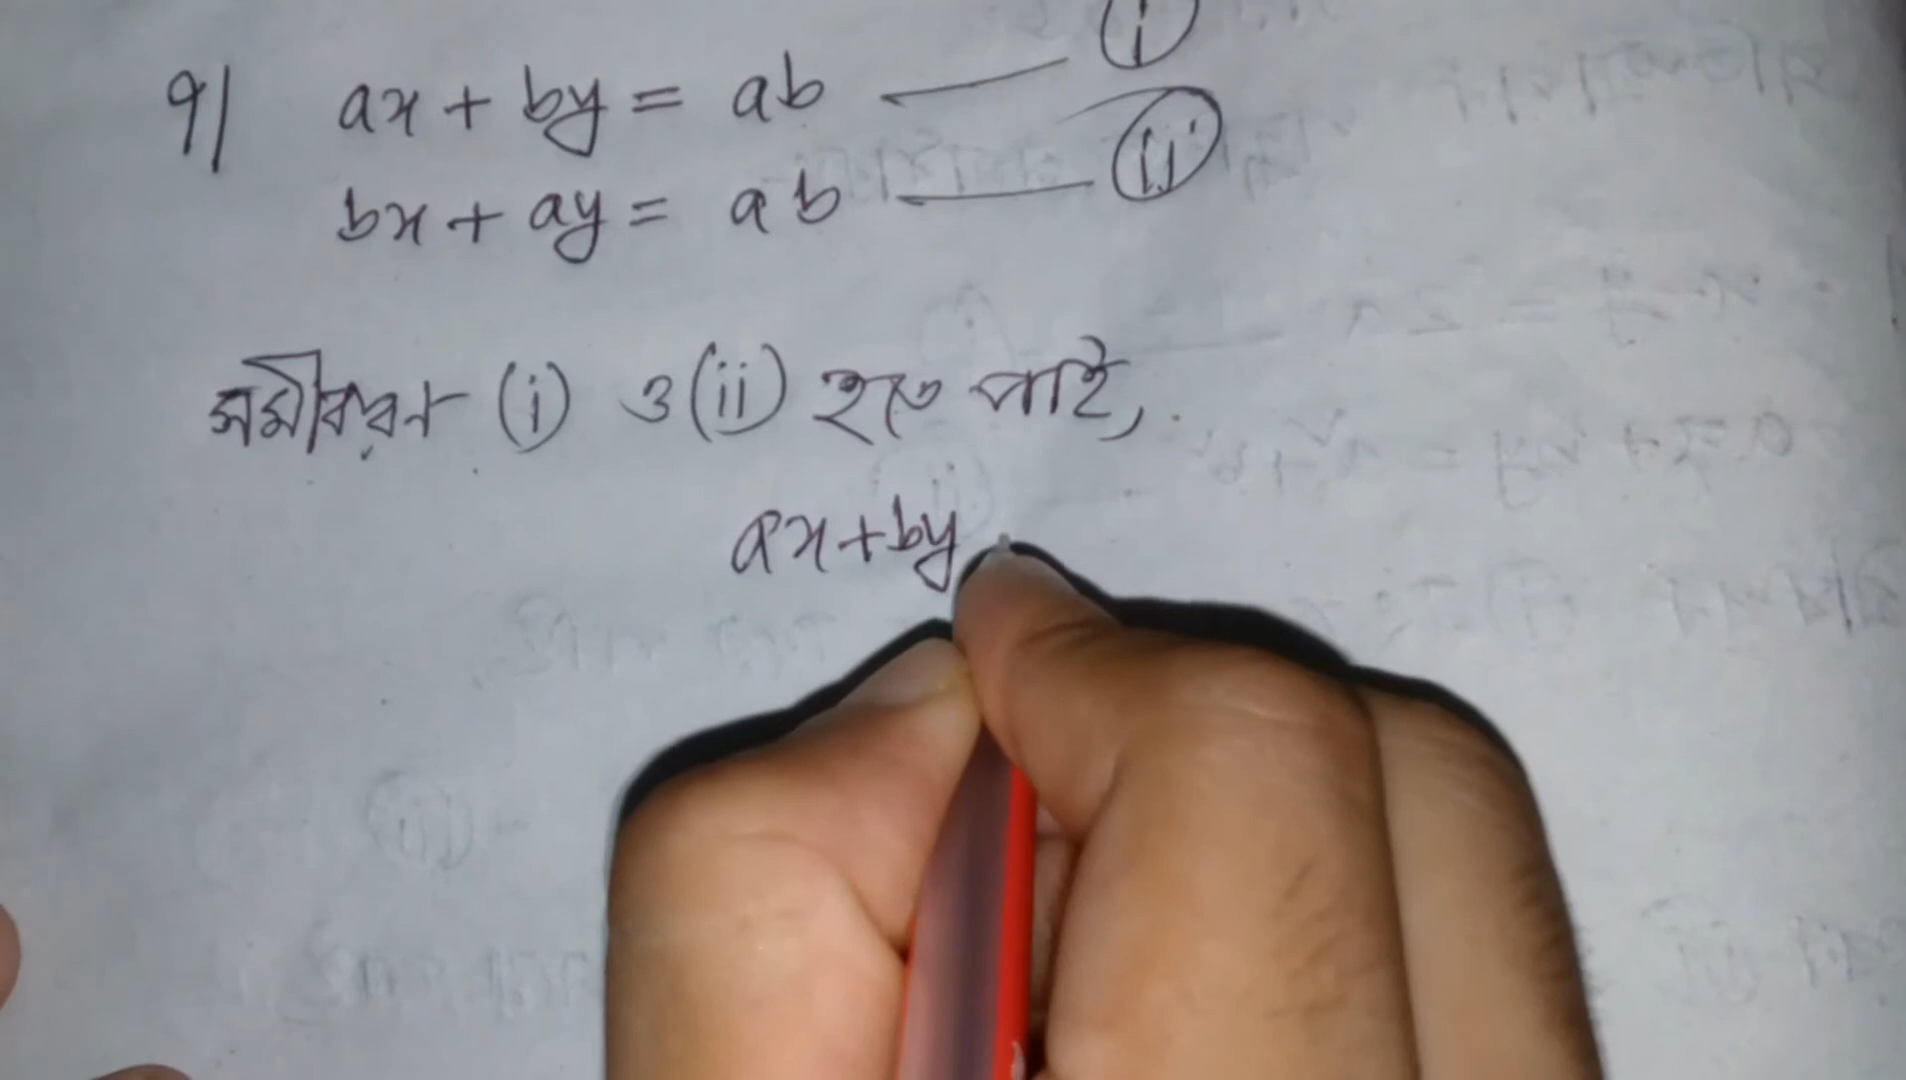 ৭| ax + by = ab —— (i)
bx + ay = ab —— (ii)
সমীকরণ (i) ও (ii) হতে পাই,
ax+by